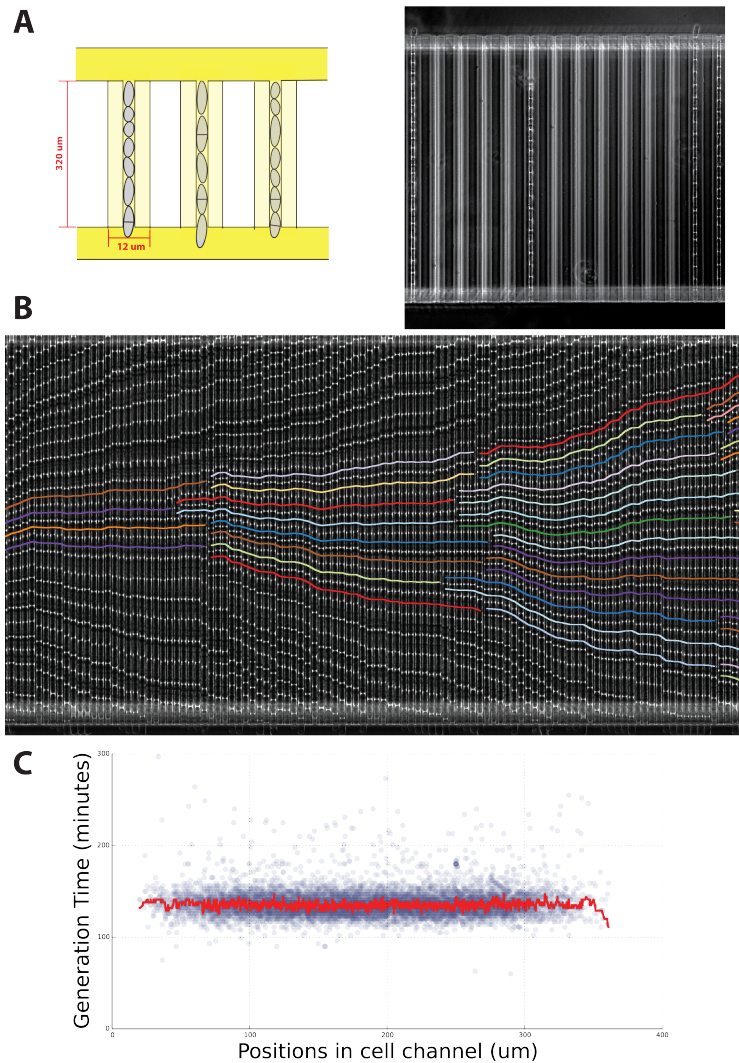 A
320 um
12 um
B
C
Generation Time (minutes)
300
200
100
0
0
100
200
300
400
Positions in cell channel (um)